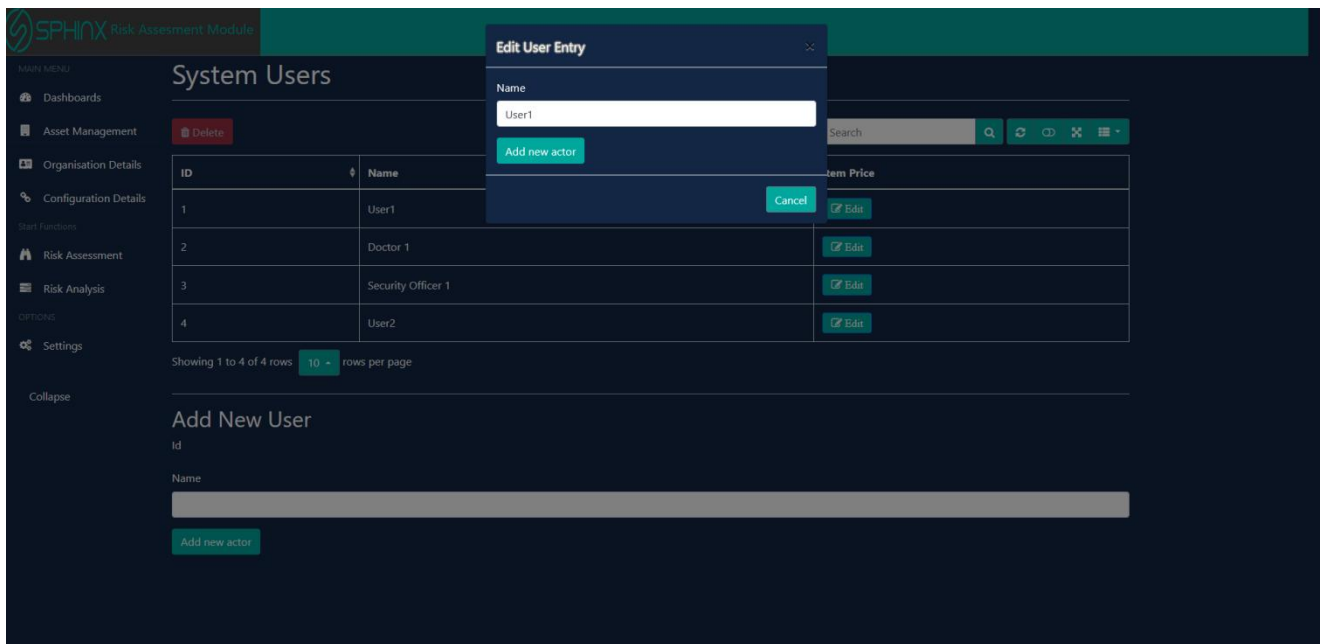 SPHINX Risk Assesment Module
MAIN MENU
Dashboards
Asset Management
Organisation Details
Configuration Details
Start Functions
Risk Assessment
Risk Analysis
OPTIONS
Settings
Collapse
System Users
Delete
Search
ID Name tem Price
1 User1 Edit
2 Doctor 1 Edit
3 Security Officer 1 Edit
4 User2 Edit
Showing 1 to 4 of 4 rows 10 rows per page
Add New User
Id
Name
Add new actor
Edit User Entry ×
Name
User1
Add new actor
Cancel